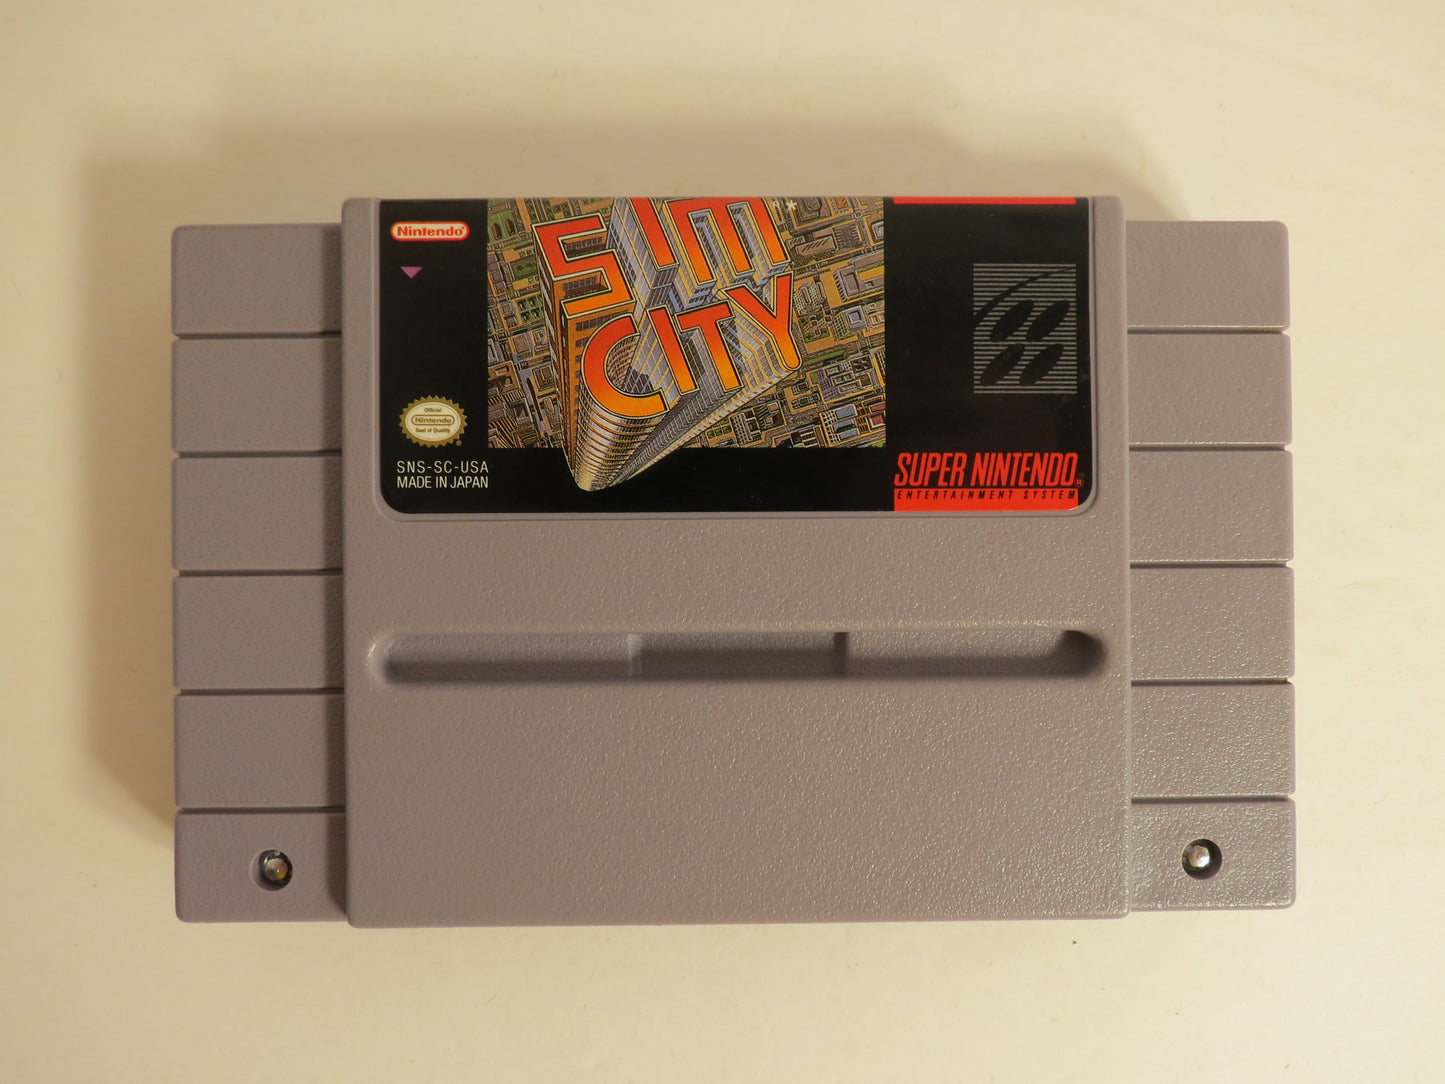 Nintendo®
SIM
CITY
®*
Official
Nintendo
Seal of Quality
SNS-SC-USA
MADE IN JAPAN
SUPER NINTENDO®
ENTERTAINMENT SYSTEM